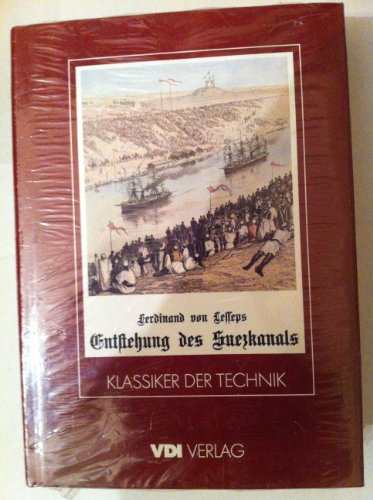 Ferdinand von Lesseps
Entstehung des Suezkanals
KLASSIKER DER TECHNIK
VDI VERLAG